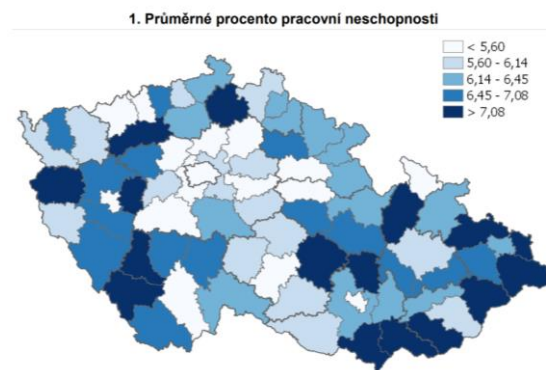 1. Průměrné procento pracovní neschopnosti
< 5,60
5,60 - 6,14
6,14 - 6,45
6,45 - 7,08
> 7,08